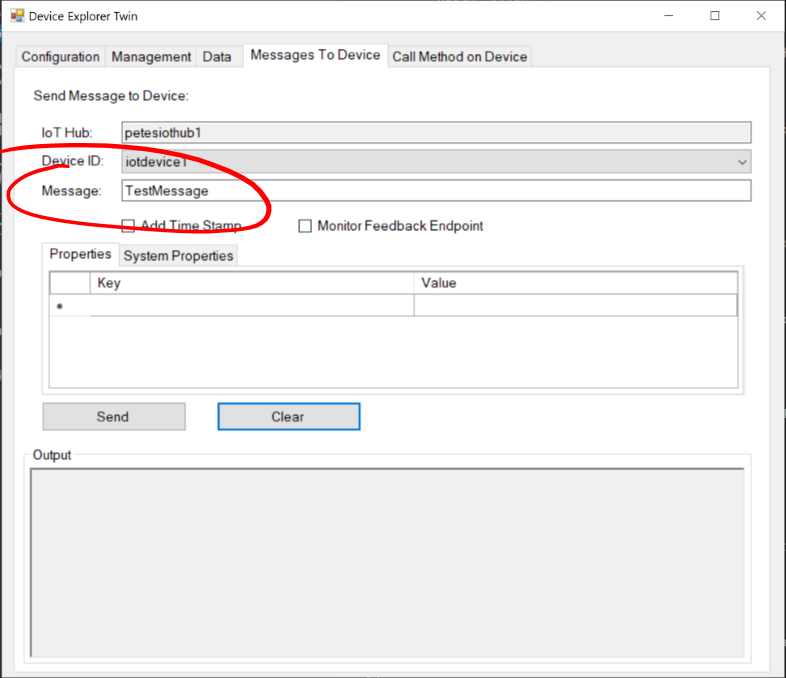 Device Explorer Twin
Configuration Management Data Messages To Device Call Method on Device
Send Message to Device:
IoT Hub: petesiothub1
Device ID: iotdevice1
Message: TestMessage
Add Time Stamp Monitor Feedback Endpoint
Properties System Properties
Key Value
*
Send Clear
Output